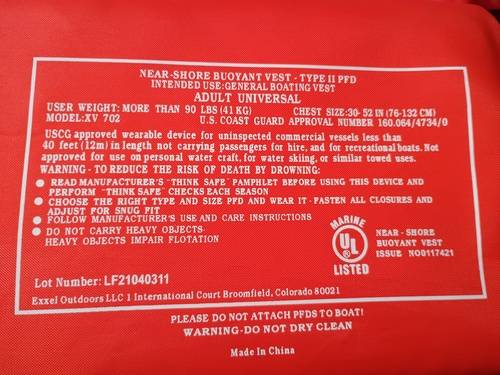 NEAR-SHORE BUOYANT VEST - TYPE II PFD
INTENDED USE:GENERAL BOATING VEST
ADULT UNIVERSAL
USER WEIGHT: MORE THAN 90 LBS (41 KG) CHEST SIZE:30- 52 IN (76-132 CM)
MODEL:XV 702 U.S. COAST GUARD APPROVAL NUMBER 160.064/4734/0
USCG approved wearable device for uninspected commercial vessels less than
40 feet (12m) in length not carrying passengers for hire, and for recreational boats. Not
approved for use on personal water craft, for water skiing, or similar towed uses.
WARNING - TO REDUCE THE RISK OF DEATH BY DROWNING:
● READ MANUFACTURER'S "THINK SAFE" PAMPHLET BEFORE USING THIS DEVICE AND
PERFORM "THINK SAFE" CHECKS EACH SEASON
● CHOOSE THE RIGHT TYPE AND SIZE PFD AND WEAR IT - FASTEN ALL CLOSURES AND
ADJUST FOR SNUG FIT
● FOLLOW MANUFACTURER'S USE AND CARE INSTRUCTIONS
● DO NOT CARRY HEAVY OBJECTS-
HEAVY OBJECTS IMPAIR FLOTATION
MARINE
UL
LISTED
NEAR - SHORE
BUOYANT VEST
ISSUE NO0117421
Lot Number: LF21040311
Exxel Outdoors LLC 1 International Court Broomfield, Colorado 80021
PLEASE DO NOT ATTACH PFDS TO BOAT!
WARNING-DO NOT DRY CLEAN
Made In China